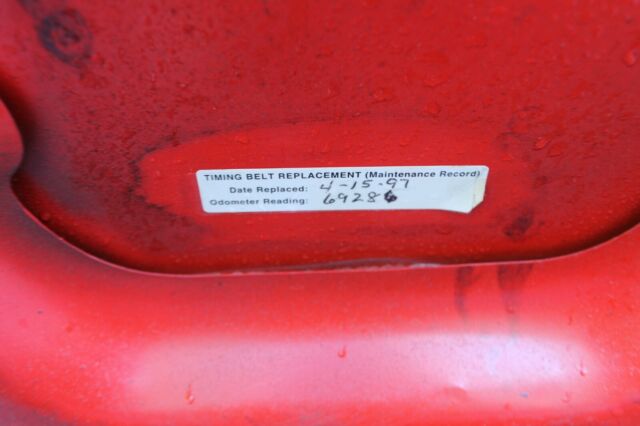 TIMING BELT REPLACEMENT (Maintenance Record)
Date Replaced: 4-15-97
Odometer Reading: 69286